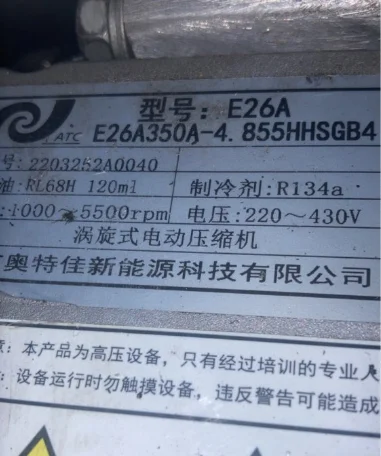 ATC 型号: E26A
E26A350A-4.855HHSGB4
号: 2203252A0040
油: RL68H 120ml 制冷剂: R134a
:1000~5500rpm 电压: 220~430V
涡旋式电动压缩机
奥特佳新能源科技有限公司
意: 本产品为高压设备, 只有经过培训的专业人
: 设备运行时勿触摸设备, 违反警告可能造成